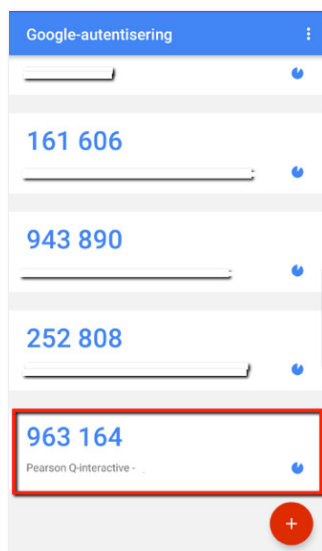 Google-autentisering
161 606
943 890
252 808
963 164
Pearson Q-interactive -